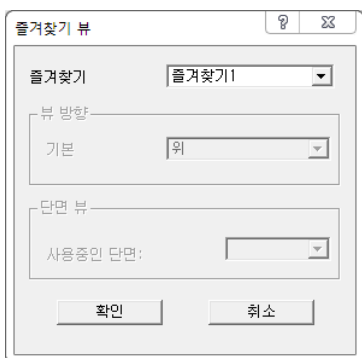 즐겨찾기 뷰
즐겨찾기 즐겨찾기1
뷰 방향
기본 위
단면 뷰
사용중인 단면:
확인 취소